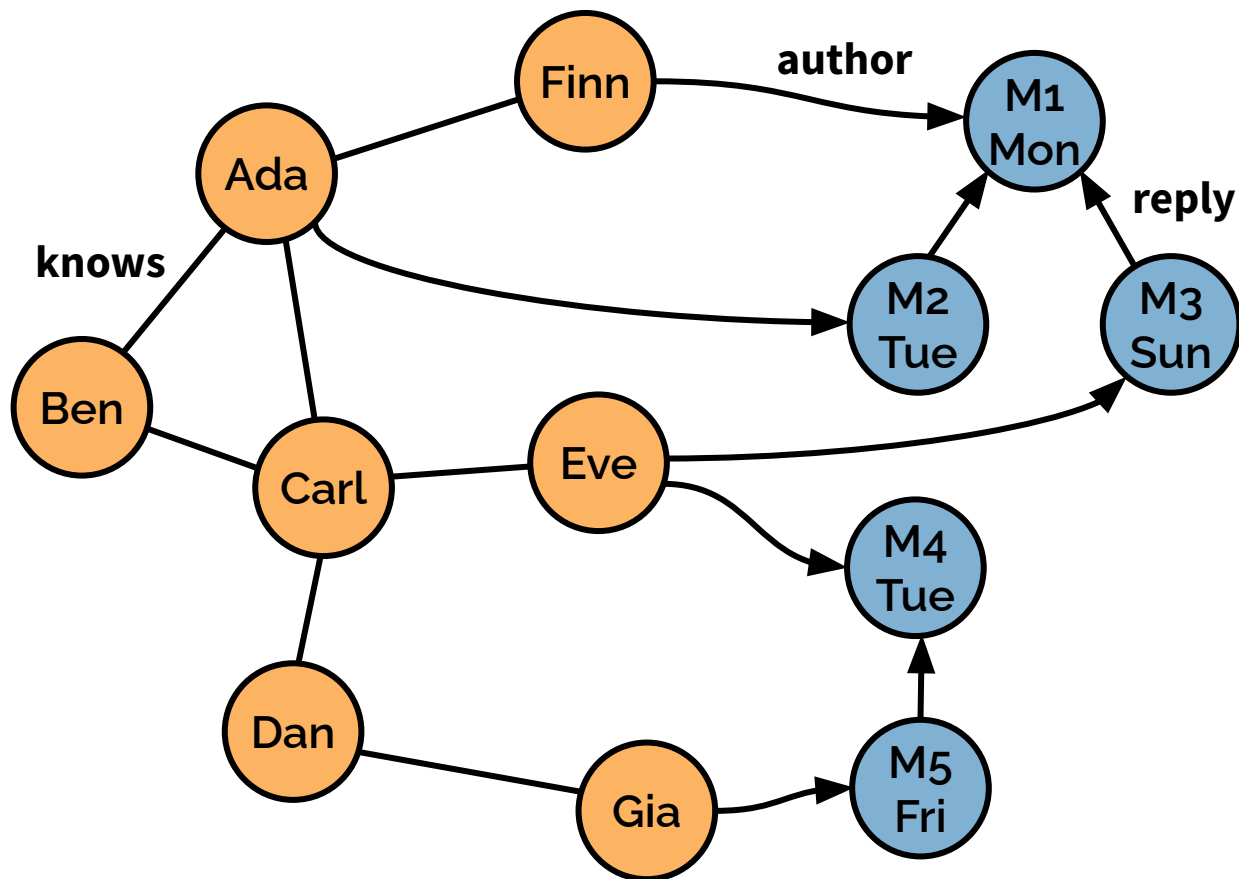 Finn
author
M1
Mon
Ada
reply
knows
M2
Tue
M3
Sun
Ben
Carl
Eve
M4
Tue
Dan
Gia
M5
Fri